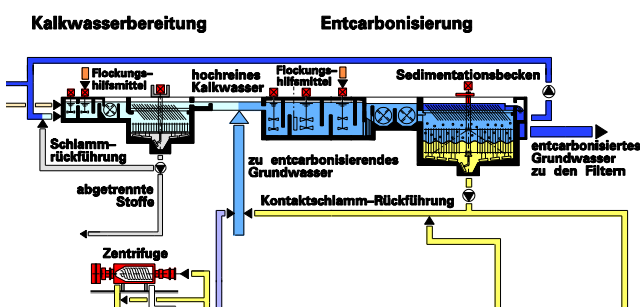 Kalkwasserbereitung
Entcarbonisierung
Flockungs-
hilfsmittel
hochreines
Kalkwasser
Flockungs-
hilfsmittel
Sedimentationsbecken
Schlamm-
rückführung
zu entcarbonisierendes
Grundwasser
entcarbonisiertes
Grundwasser
zu den Filtern
abgetrennte
Stoffe
Kontaktschlamm-Rückführung
Zentrifuge